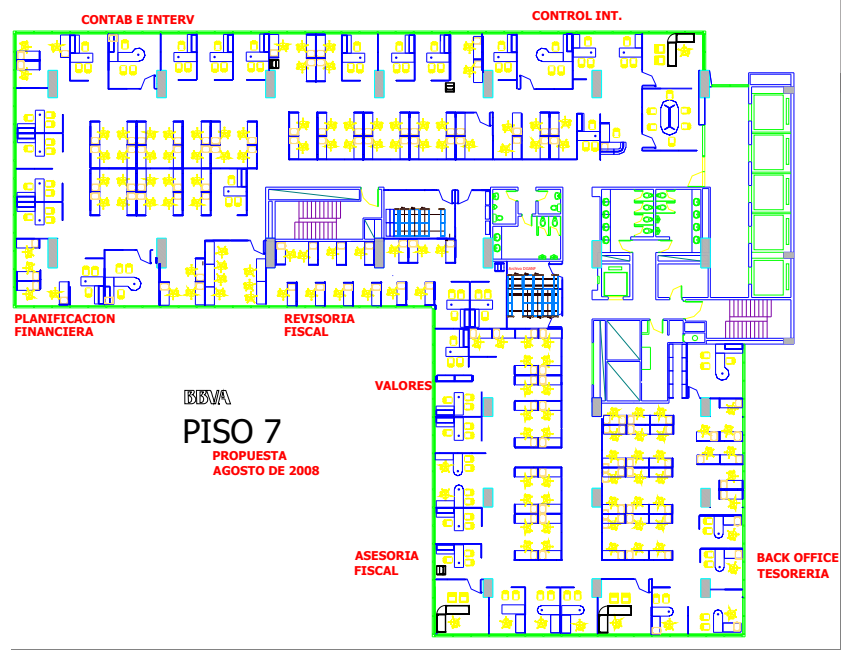 CONTAB E INTERV
CONTROL INT.
PLANIFICACION
FINANCIERA
REVISORIA
FISCAL
VALORES
BBVA
PISO 7
PROPUESTA
AGOSTO DE 2008
ASESORIA
FISCAL
BACK OFFICE
TESORERIA